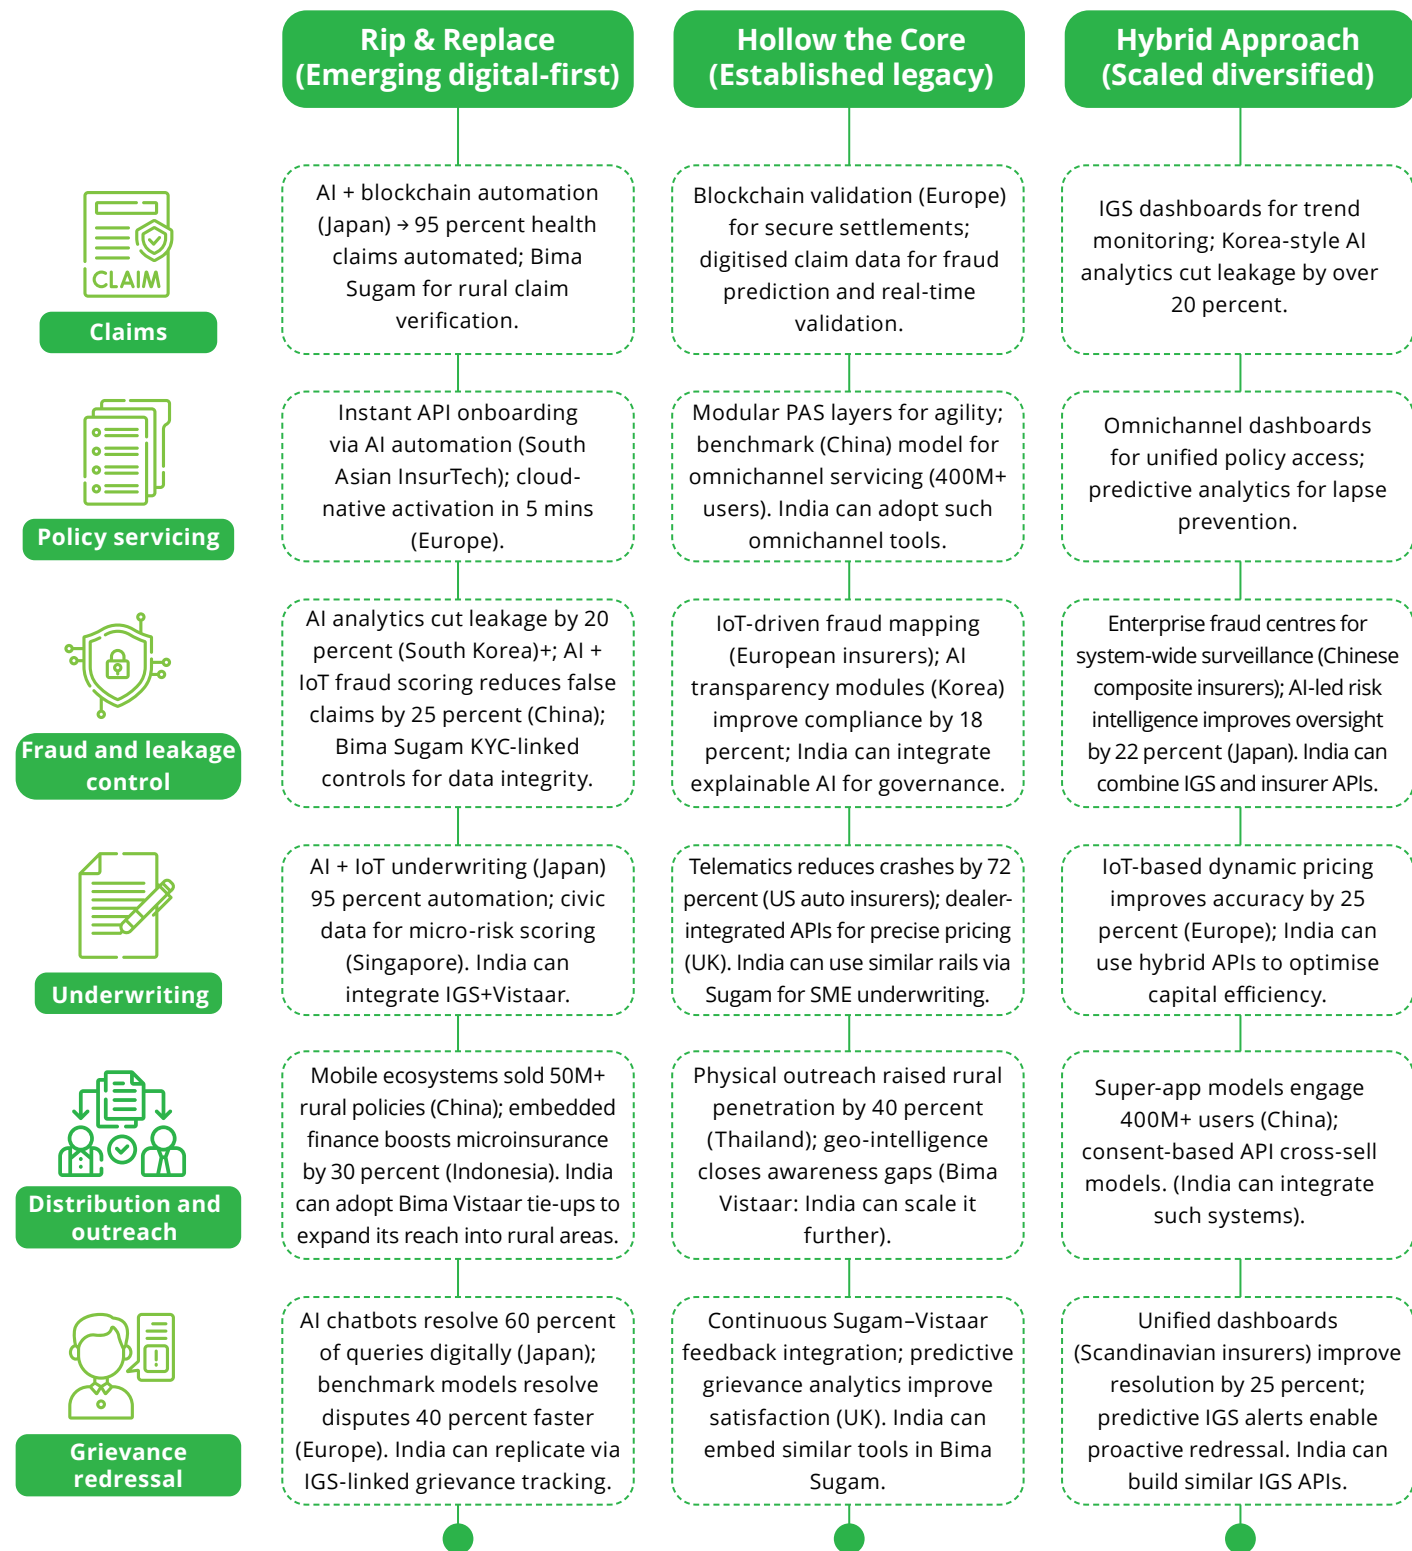 Rip & Replace
(Emerging digital-first)
Hollow the Core
(Established legacy)
Hybrid Approach
(Scaled diversified)
CLAIM
Claims
AI + blockchain automation
(Japan) → 95 percent health
claims automated; Bima
Sugam for rural claim
verification.
Blockchain validation (Europe)
for secure settlements;
digitised claim data for fraud
prediction and real-time
validation.
IGS dashboards for trend
monitoring; Korea-style AI
analytics cut leakage by over
20 percent.
Policy servicing
Instant API onboarding
via AI automation (South
Asian InsurTech); cloud-
native activation in 5 mins
(Europe).
Modular PAS layers for agility;
benchmark (China) model for
omnichannel servicing (400M+
users). India can adopt such
omnichannel tools.
Omnichannel dashboards
for unified policy access;
predictive analytics for lapse
prevention.
Fraud and leakage
control
AI analytics cut leakage by 20
percent (South Korea)+; AI +
IoT fraud scoring reduces false
claims by 25 percent (China);
Bima Sugam KYC-linked
controls for data integrity.
IoT-driven fraud mapping
(European insurers); AI
transparency modules (Korea)
improve compliance by 18
percent; India can integrate
explainable AI for governance.
Enterprise fraud centres for
system-wide surveillance (Chinese
composite insurers); AI-led risk
intelligence improves oversight
by 22 percent (Japan). India can
combine IGS and insurer APIs.
Underwriting
AI + IoT underwriting (Japan)
95 percent automation; civic
data for micro-risk scoring
(Singapore). India can
integrate IGS+Vistaar.
Telematics reduces crashes by 72
percent (US auto insurers); dealer-
integrated APIs for precise pricing
(UK). India can use similar rails via
Sugam for SME underwriting.
IoT-based dynamic pricing
improves accuracy by 25
percent (Europe); India can
use hybrid APIs to optimise
capital efficiency.
Distribution and
outreach
Mobile ecosystems sold 50M+
rural policies (China); embedded
finance boosts microinsurance
by 30 percent (Indonesia). India
can adopt Bima Vistaar tie-ups to
expand its reach into rural areas.
Physical outreach raised rural
penetration by 40 percent
(Thailand); geo-intelligence
closes awareness gaps (Bima
Vistaar: India can scale it
further).
Super-app models engage
400M+ users (China);
consent-based API cross-sell
models. (India can integrate
such systems).
Grievance
redressal
AI chatbots resolve 60 percent
of queries digitally (Japan);
benchmark models resolve
disputes 40 percent faster
(Europe). India can replicate via
IGS-linked grievance tracking.
Continuous Sugam–Vistaar
feedback integration; predictive
grievance analytics improve
satisfaction (UK). India can
embed similar tools in Bima
Sugam.
Unified dashboards
(Scandinavian insurers) improve
resolution by 25 percent;
predictive IGS alerts enable
proactive redressal. India can
build similar IGS APIs.